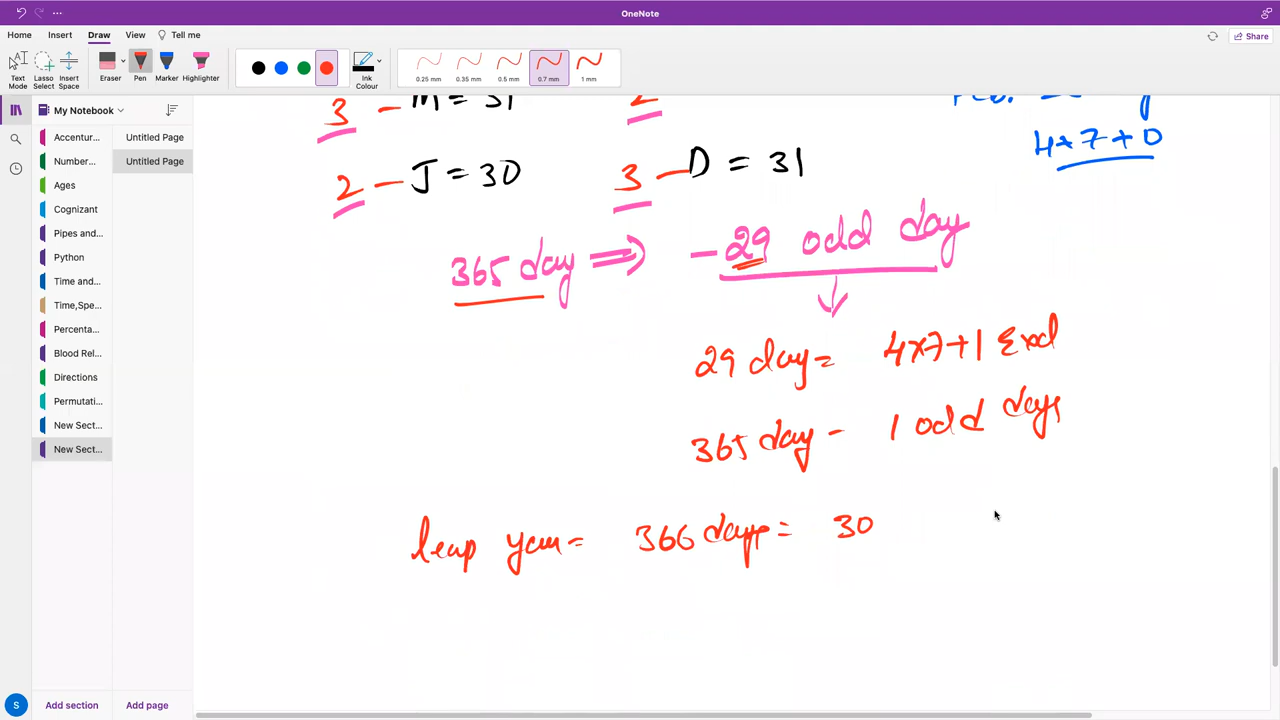 OneNote
Home Insert Draw View Tell me
Share
Text Mode
Lasso Select
Insert Space
Eraser
Pen
Marker
Highlighter
Ink Colour
0.25 mm 0.35 mm 0.5 mm 0.7 mm 1 mm
My Notebook
Accentur...
Number...
Ages
Cognizant
Pipes and...
Python
Time and...
Time,Spe...
Percenta...
Blood Rel...
Directions
Permutati...
New Sect...
New Sect...
Untitled Page
Untitled Page
3 - M = 31 2
4*7+0
2 - J = 30 3 - D = 31
365 day => - 29 odd day
29 day = 4×7+1
365 day - 1 odd days
leap year = 366 days = 30
S
Add section
Add page